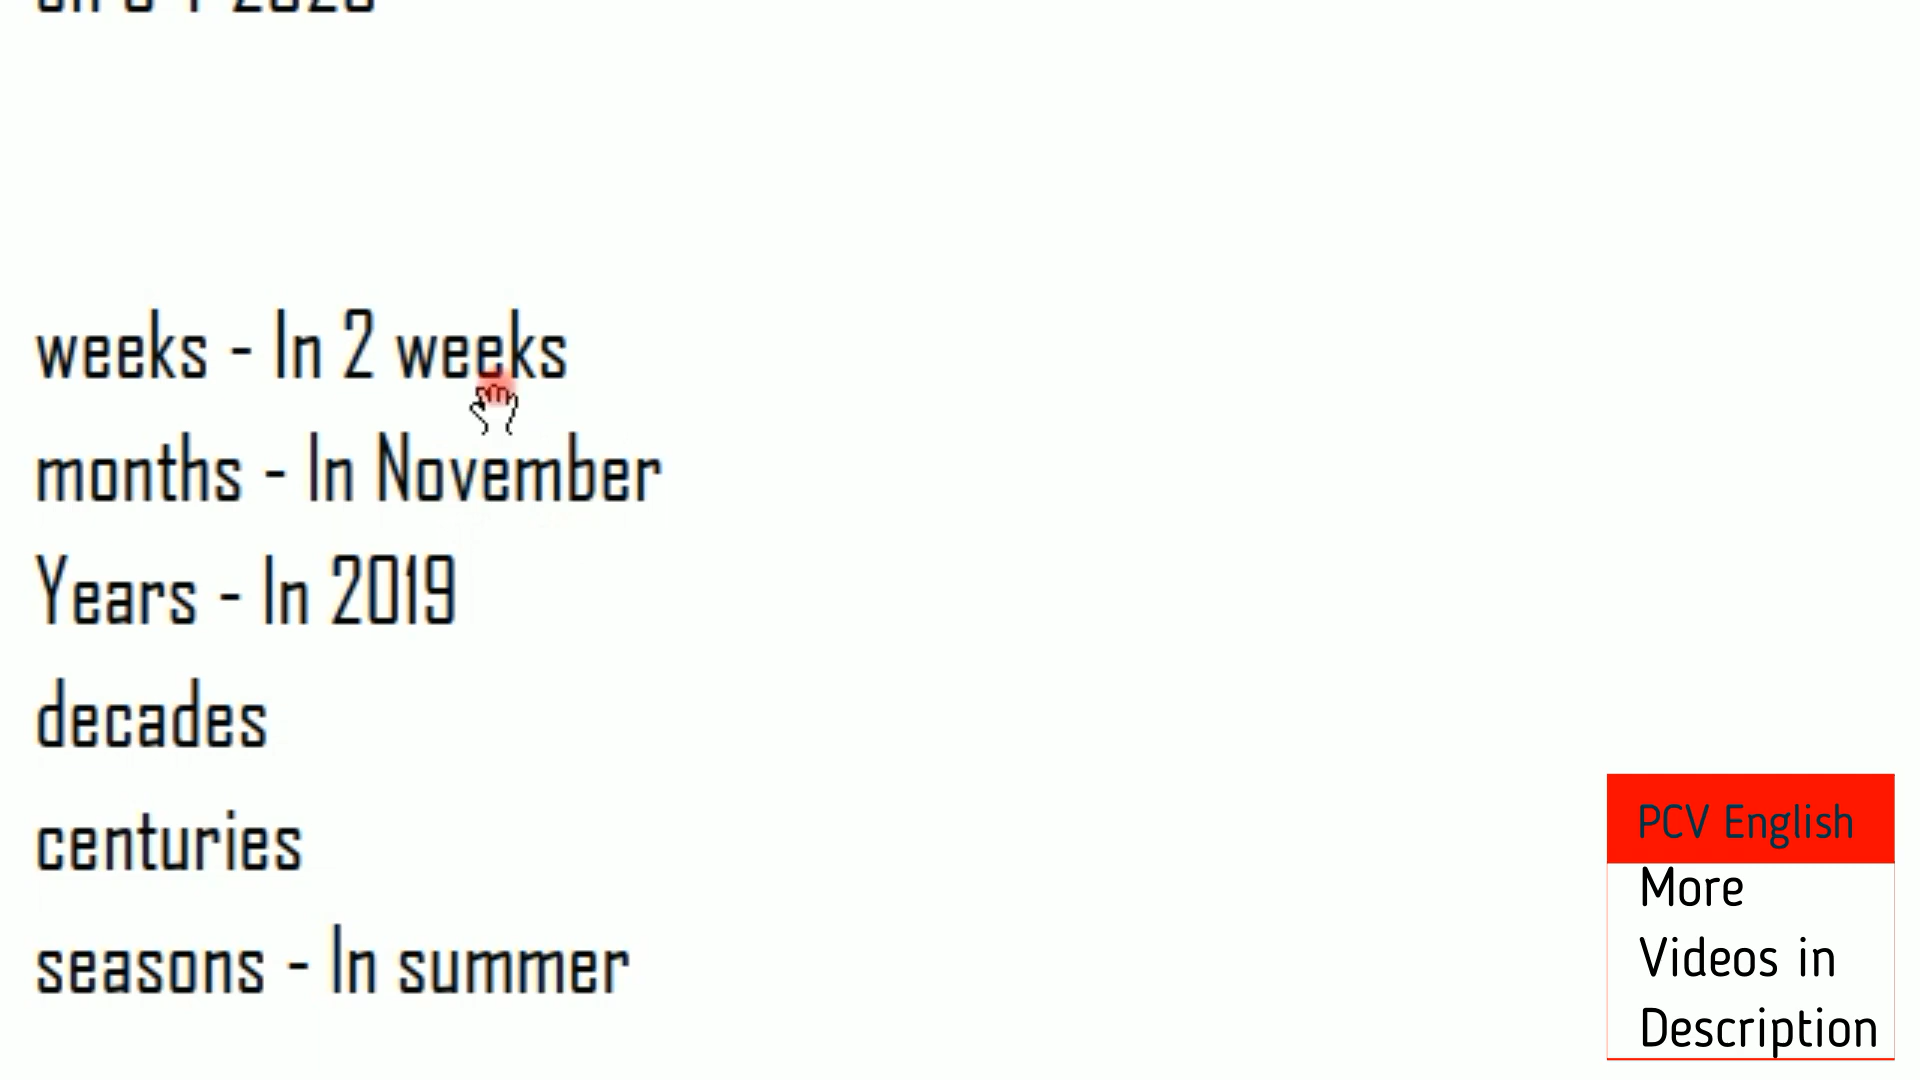 weeks - In 2 weeks
months - In November
Years - In 2019
decades
centuries
seasons - In summer
PCV English
More
Videos in
Description